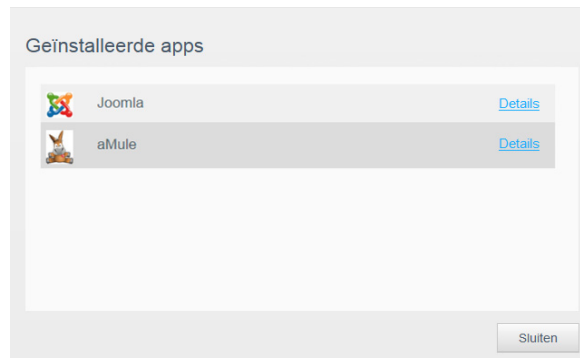 Geïnstalleerde apps
Joomla Details
aMule Details
Sluiten